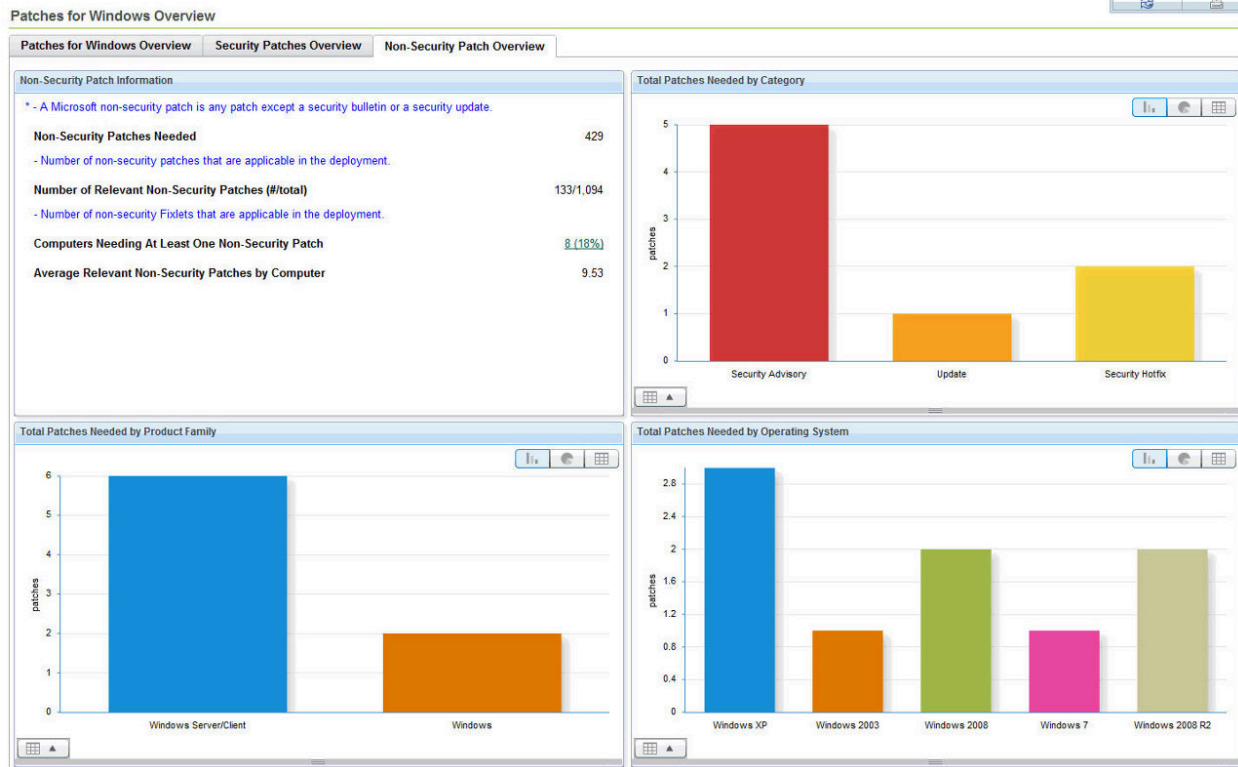 Patches for Windows Overview
Patches for Windows Overview
Security Patches Overview
Non-Security Patch Overview
Non-Security Patch Information
* - A Microsoft non-security patch is any patch except a security bulletin or a security update.
Non-Security Patches Needed 429
- Number of non-security patches that are applicable in the deployment.
Number of Relevant Non-Security Patches (#/total) 133/1,094
- Number of non-security Fixlets that are applicable in the deployment.
Computers Needing At Least One Non-Security Patch 8 (18%)
Average Relevant Non-Security Patches by Computer 9.53
Total Patches Needed by Category
patches
5
4
3
2
1
0
Security Advisory
Update
Security Hotfix
Total Patches Needed by Product Family
patches
6
5
4
3
2
1
0
Windows Server/Client
Windows
Total Patches Needed by Operating System
patches
2.8
2.4
2
1.6
1.2
0.8
0.4
0
Windows XP
Windows 2003
Windows 2008
Windows 7
Windows 2008 R2